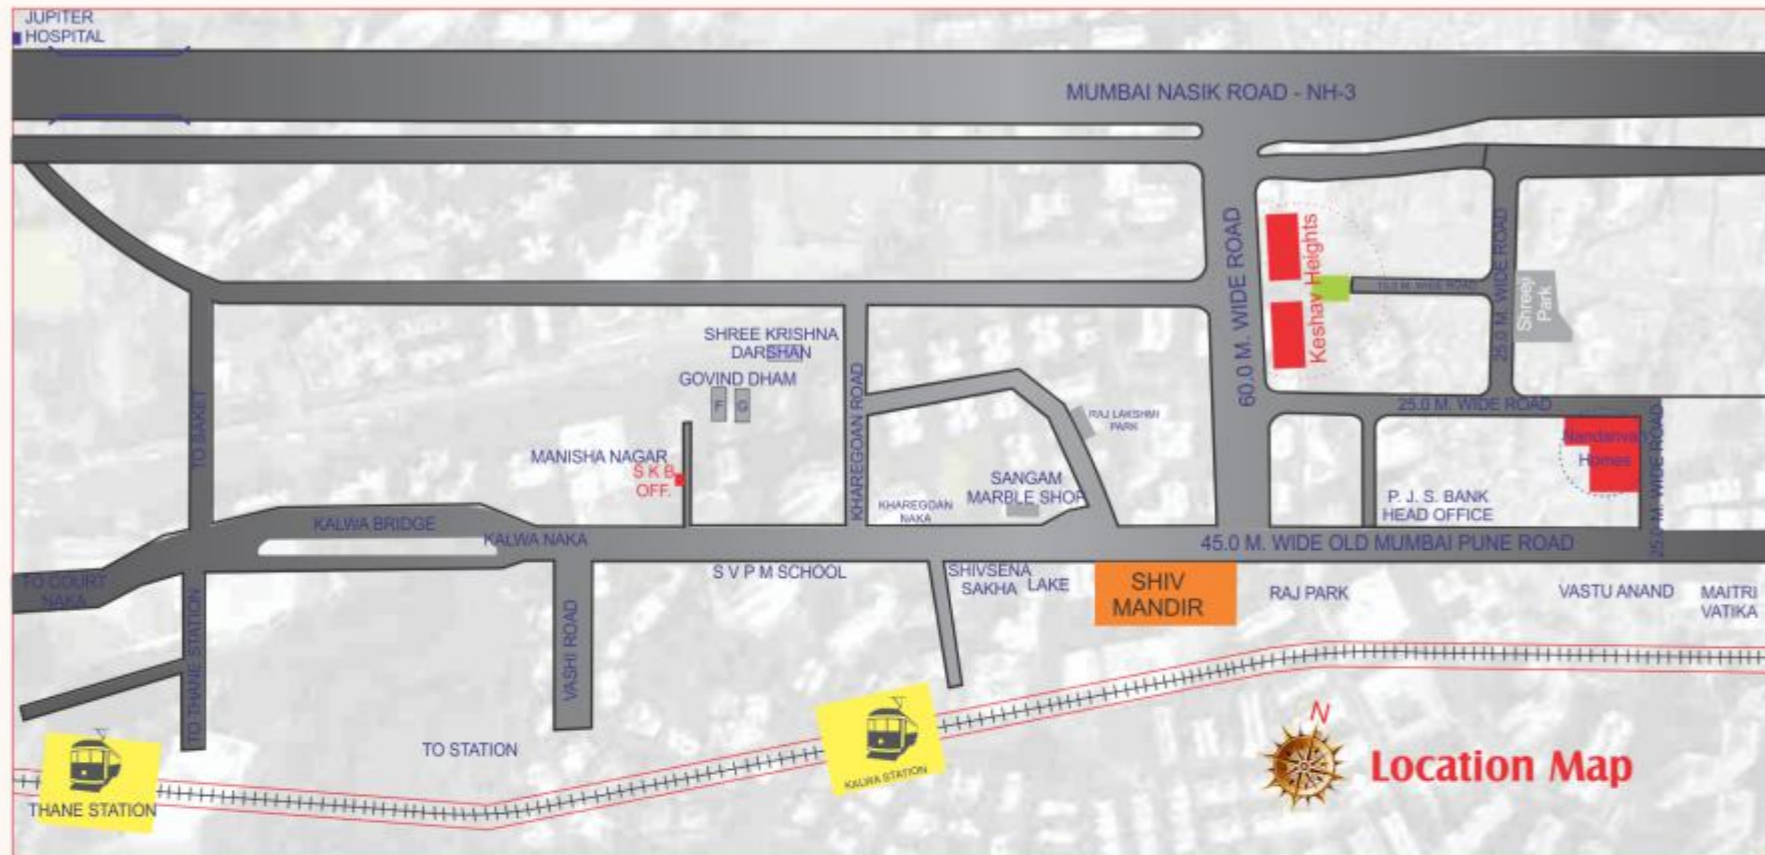 JUPITER
HOSPITAL
MUMBAI NASIK ROAD - NH-3
60.0 M. WIDE ROAD
Keshav Heights
15.0 M. WIDE ROAD
25.0 M. WIDE ROAD
Shreeji
Park
SHREE KRISHNA
DARSHAN
GOVIND DHAM
F G
TO SAKET
KHAREGOAN ROAD
RAJ LAKSHMI
PARK
25.0 M. WIDE ROAD
25.0 M. WIDE ROAD
Nandanvan
Homes
MANISHA NAGAR
S K B
OFF.
SANGAM
MARBLE SHOP
KHAREGOAN
NAKA
P. J. S. BANK
HEAD OFFICE
KALWA BRIDGE
KALWA NAKA
45.0 M. WIDE OLD MUMBAI PUNE ROAD
TO COURT
NAKA
S V P M SCHOOL
SHIVSENA
SAKHA
LAKE
SHIV
MANDIR
RAJ PARK
VASTU ANAND
MAITRI
VATIKA
TO THANE STATION
VASHI ROAD
TO STATION
KALWA STATION
THANE STATION
N
Location Map